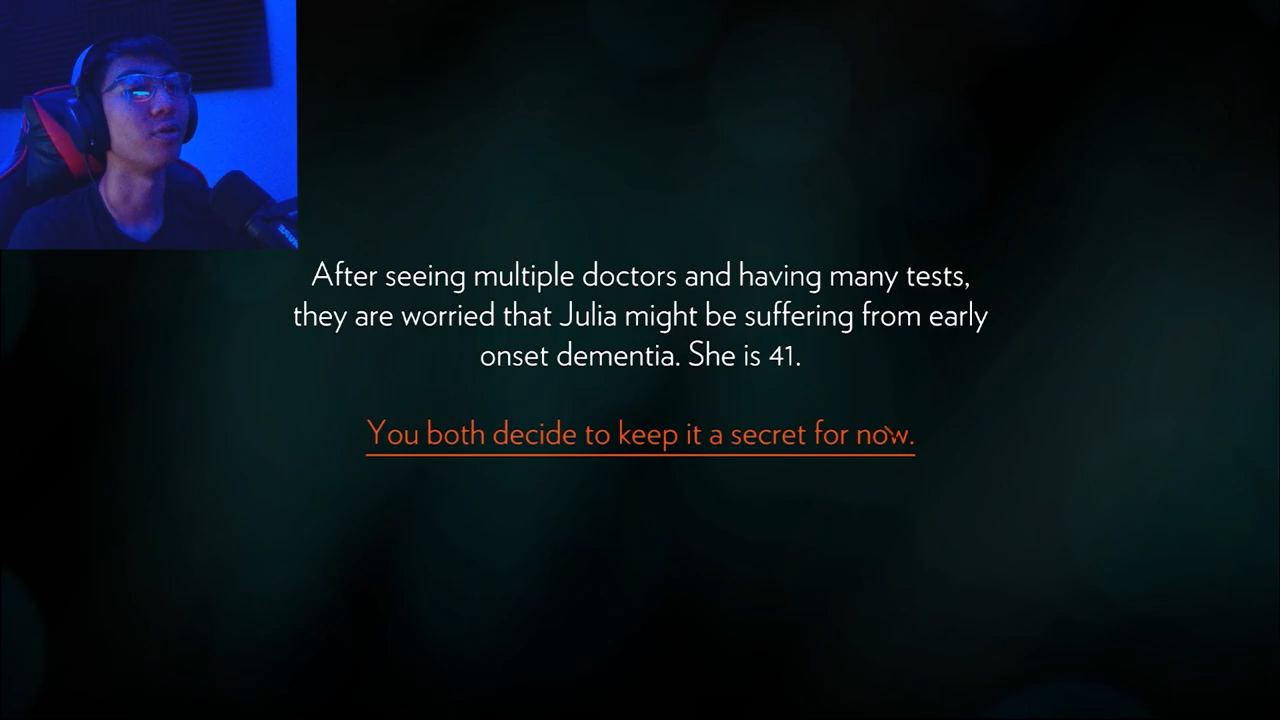 After seeing multiple doctors and having many tests,
they are worried that Julia might be suffering from early
onset dementia. She is 41.
You both decide to keep it a secret for now.